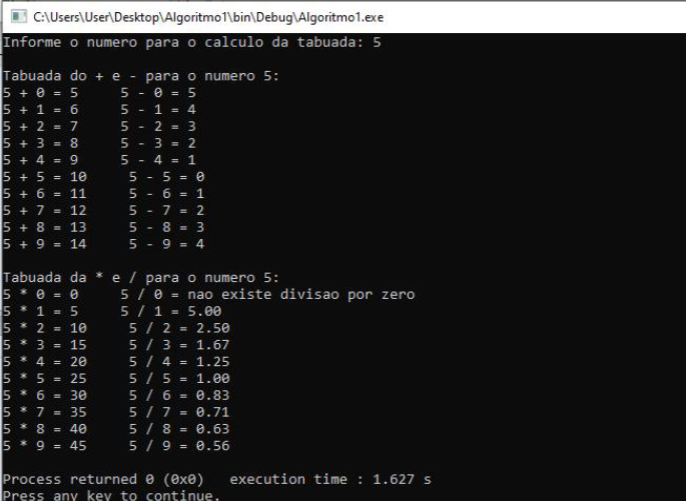 C:\Users\User\Desktop\Algoritmo1\bin\Debug\Algoritmo1.exe
Informe o numero para o calculo da tabuada: 5
Tabuada do + e - para o numero 5:
5 + 0 = 5     5 - 0 = 5
5 + 1 = 6     5 - 1 = 4
5 + 2 = 7     5 - 2 = 3
5 + 3 = 8     5 - 3 = 2
5 + 4 = 9     5 - 4 = 1
5 + 5 = 10     5 - 5 = 0
5 + 6 = 11     5 - 6 = 1
5 + 7 = 12     5 - 7 = 2
5 + 8 = 13     5 - 8 = 3
5 + 9 = 14     5 - 9 = 4
Tabuada da * e / para o numero 5:
5 * 0 = 0     5 / 0 = nao existe divisao por zero
5 * 1 = 5     5 / 1 = 5.00
5 * 2 = 10     5 / 2 = 2.50
5 * 3 = 15     5 / 3 = 1.67
5 * 4 = 20     5 / 4 = 1.25
5 * 5 = 25     5 / 5 = 1.00
5 * 6 = 30     5 / 6 = 0.83
5 * 7 = 35     5 / 7 = 0.71
5 * 8 = 40     5 / 8 = 0.63
5 * 9 = 45     5 / 9 = 0.56
Process returned 0 (0x0)   execution time : 1.627 s
Press any key to continue.